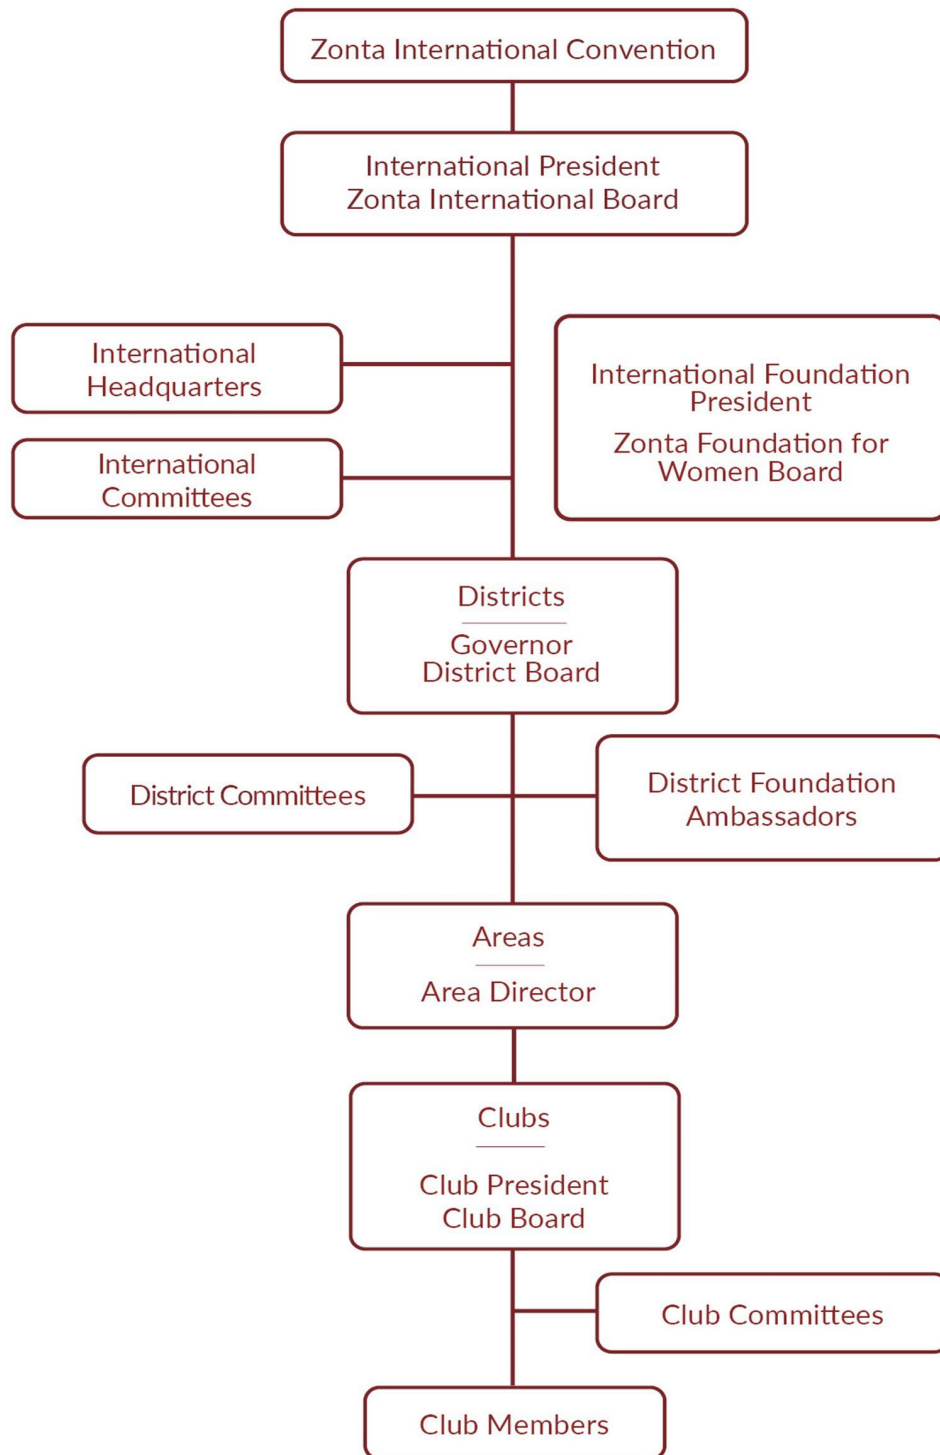 Zonta International Convention
International President
Zonta International Board
International
Headquarters
International Foundation
President
Zonta Foundation for
Women Board
International
Committees
Districts
Governor
District Board
District Committees
District Foundation
Ambassadors
Areas
Area Director
Clubs
Club President
Club Board
Club Committees
Club Members